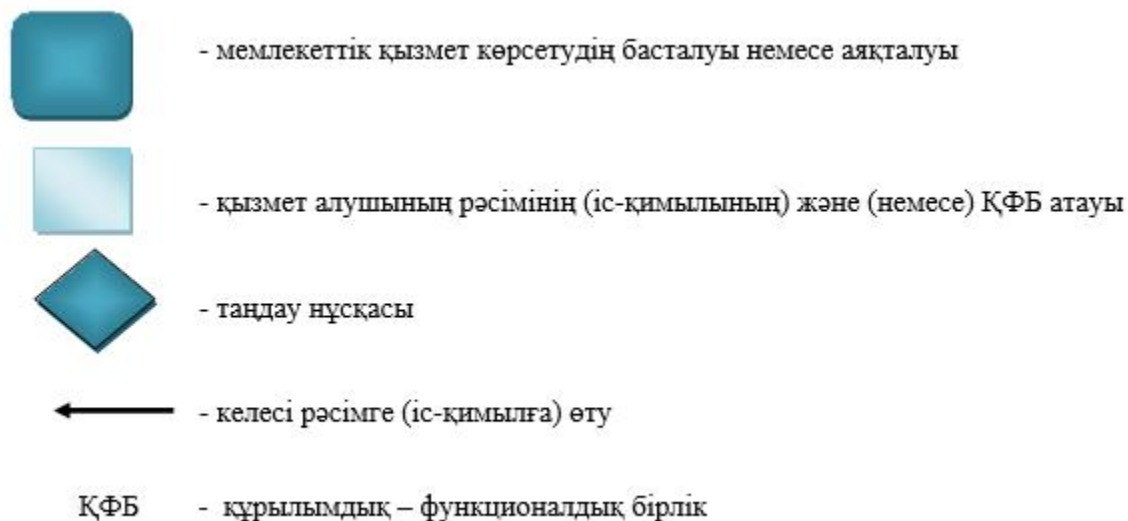 - мемлекеттік қызмет көрсетудің басталуы немесе аяқталуы
- қызмет алушының рәсімінің (іс-қимылының) және (немесе) ҚФБ атауы
- таңдау нұсқасы
- келесі рәсімге (іс-қимылға) өту
ҚФБ - құрылымдық – функционалдық бірлік